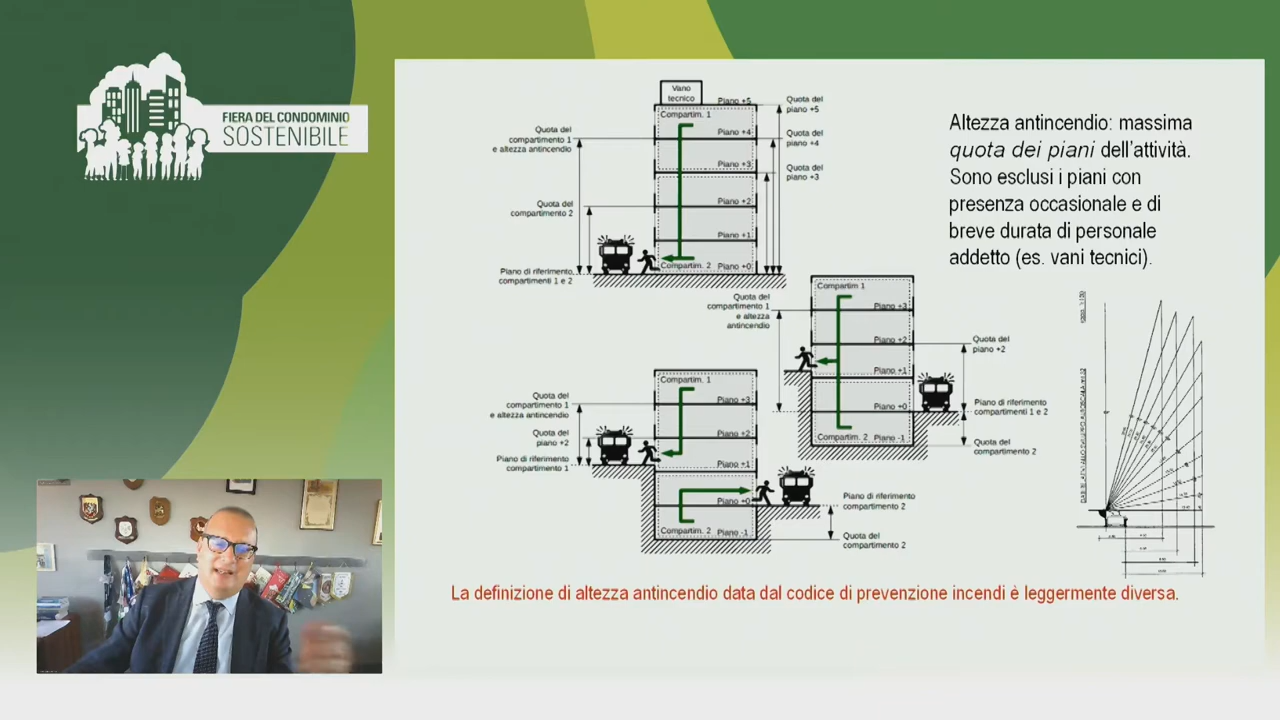 FIERA DEL CONDOMINIO
SOSTENIBILE
Altezza antincendio: massima
quota dei piani dell'attività.
Sono esclusi i piani con
presenza occasionale e di
breve durata di personale
addetto (es. vani tecnici).
Vano
tecnico
Piano +5
Compartim. 1
Piano +4
Piano +3
Piano +2
Piano +1
Compartim. 2 Piano +0
Quota del
compartimento 1
e altezza antincendio
Quota del
compartimento 2
Piano di riferimento
compartimenti 1 e 2
Quota del
piano +5
Quota del
piano +4
Quota del
piano +3
Quota del
compartimento 1
e altezza
antincendio
Compartim 1
Piano +3
Piano +2
Piano +1
Piano +0
Compartim. 2 Piano -1
Quota del
piano +2
Piano di riferimento
compartimenti 1 e 2
Quota del
compartimento 2
Quota del
compartimento 1
e altezza antincendio
Quota del
piano +2
Piano di riferimento
compartimento 1
Compartim. 1
Piano +3
Piano +2
Piano +1
Piano +0
Compartim. 2 Piano -1
Piano di riferimento
compartimento 2
Quota del
compartimento 2
La definizione di altezza antincendio data dal codice di prevenzione incendi è leggermente diversa.